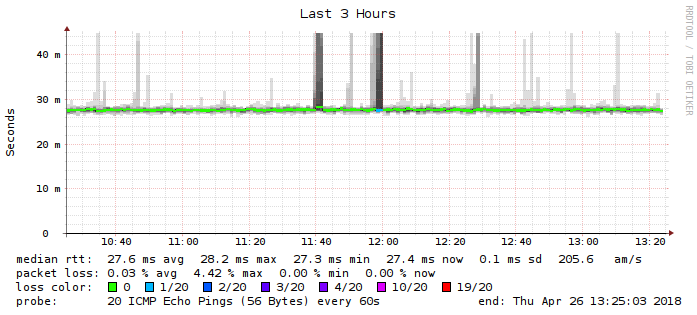 Last 3 Hours
RRDTOOL / TOBI OETIKER
Seconds
40 m
30 m
20 m
10 m
0
10:40 11:00 11:20 11:40 12:00 12:20 12:40 13:00 13:20
median rtt: 27.6 ms avg 28.2 ms max 27.3 ms min 27.4 ms now 0.1 ms sd 205.6 am/s
packet loss: 0.03 % avg 4.42 % max 0.00 % min 0.00 % now
loss color: 0 1/20 2/20 3/20 4/20 10/20 19/20
probe: 20 ICMP Echo Pings (56 Bytes) every 60s end: Thu Apr 26 13:25:03 2018